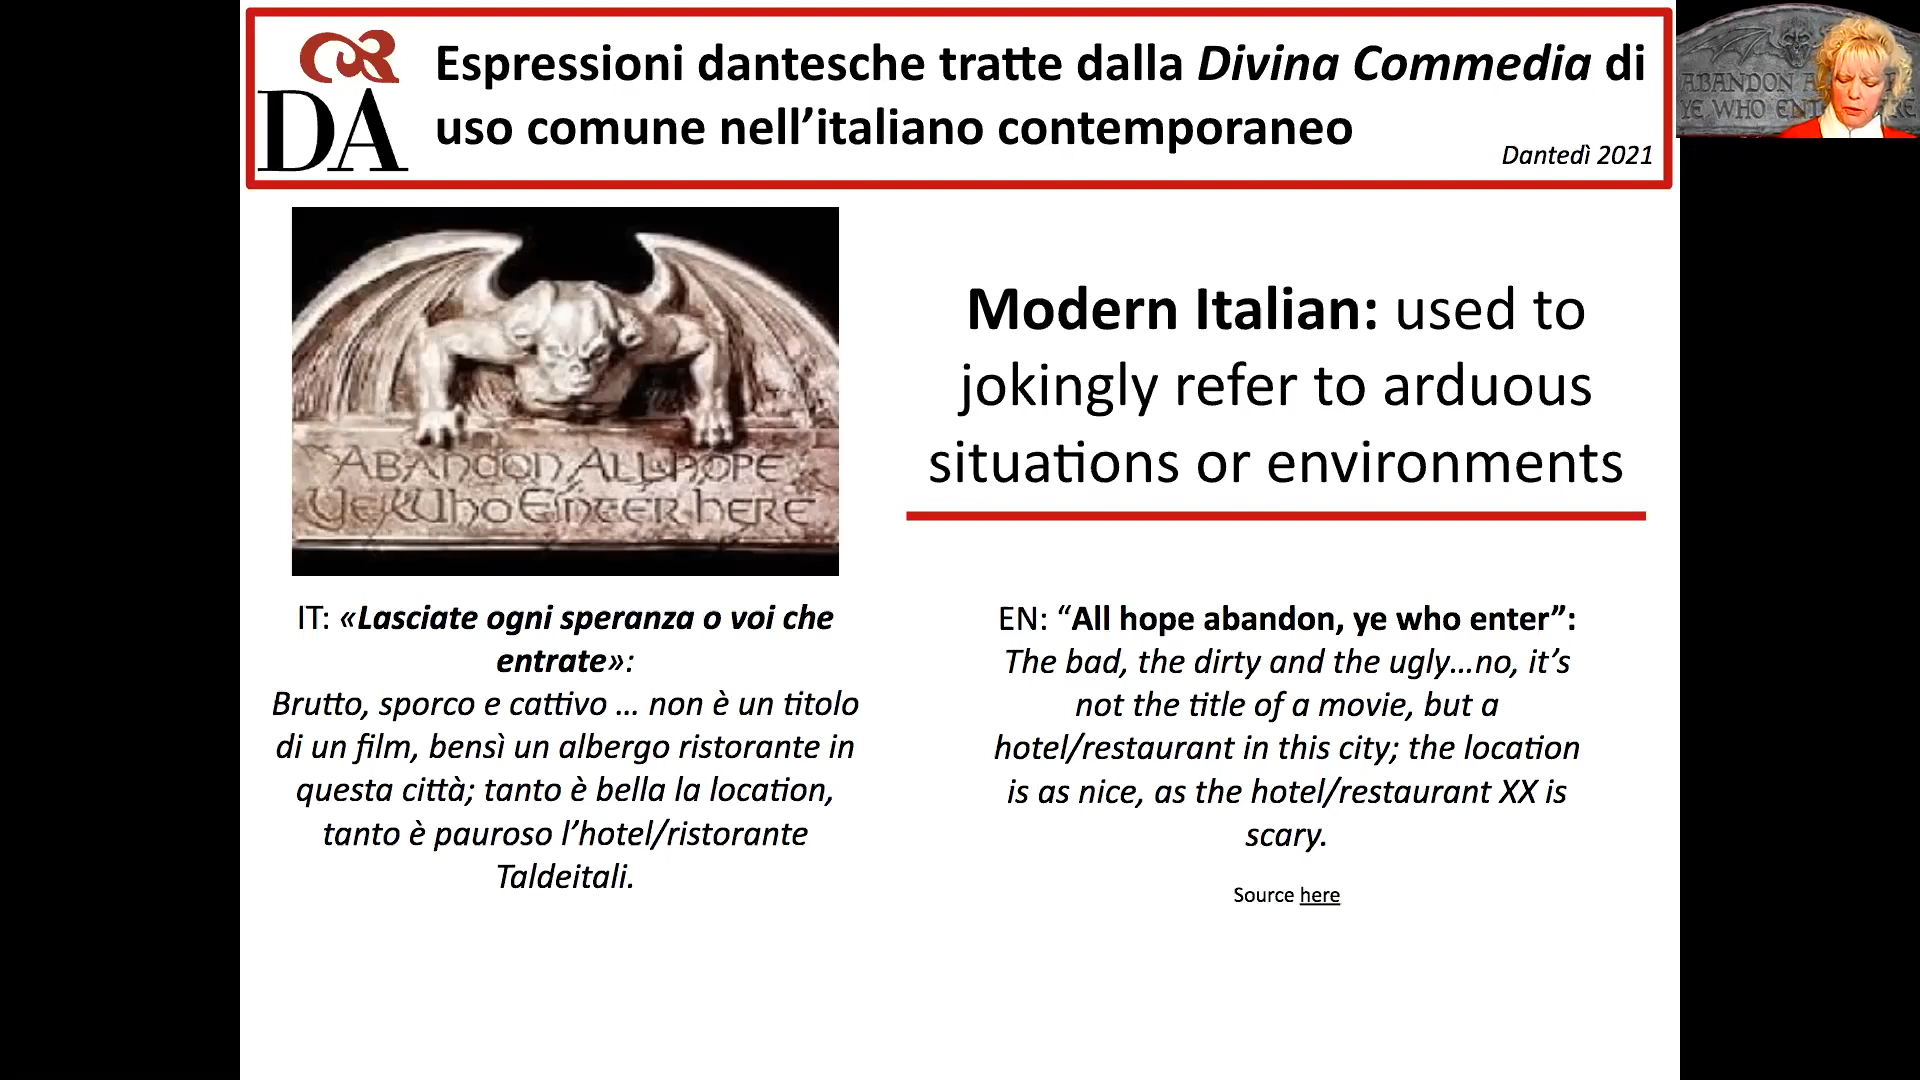 DA
Espressioni dantesche tratte dalla Divina Commedia di
uso comune nell’italiano contemporaneo
Dantedì 2021
ABANDON ALL HOPE
YE WHO ENTER HERE
Modern Italian: used to
jokingly refer to arduous
situations or environments
IT: «Lasciate ogni speranza o voi che
entrate»:
Brutto, sporco e cattivo … non è un titolo
di un film, bensì un albergo ristorante in
questa città; tanto è bella la location,
tanto è pauroso l’hotel/ristorante
Taldeitali.
EN: “All hope abandon, ye who enter”:
The bad, the dirty and the ugly…no, it’s
not the title of a movie, but a
hotel/restaurant in this city; the location
is as nice, as the hotel/restaurant XX is
scary.
Source here
ABANDON A
YE WHO ENT RE